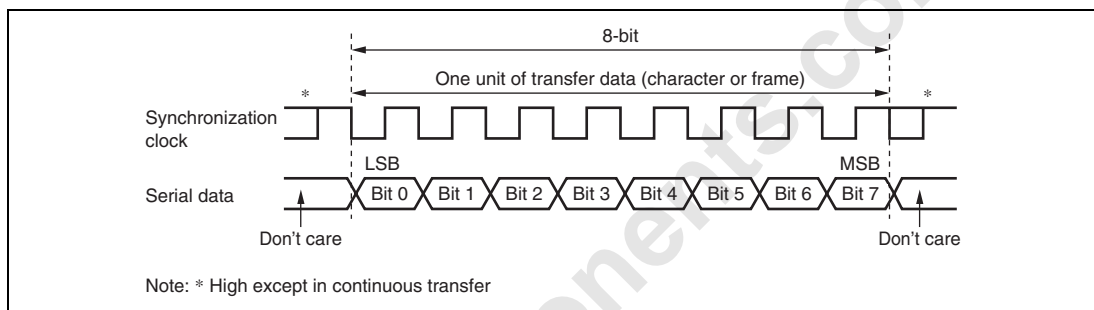 8-bit
One unit of transfer data (character or frame)
* *
Synchronization
clock
LSB MSB
Serial data Bit 0 Bit 1 Bit 2 Bit 3 Bit 4 Bit 5 Bit 6 Bit 7
Don't care Don't care
Note: * High except in continuous transfer